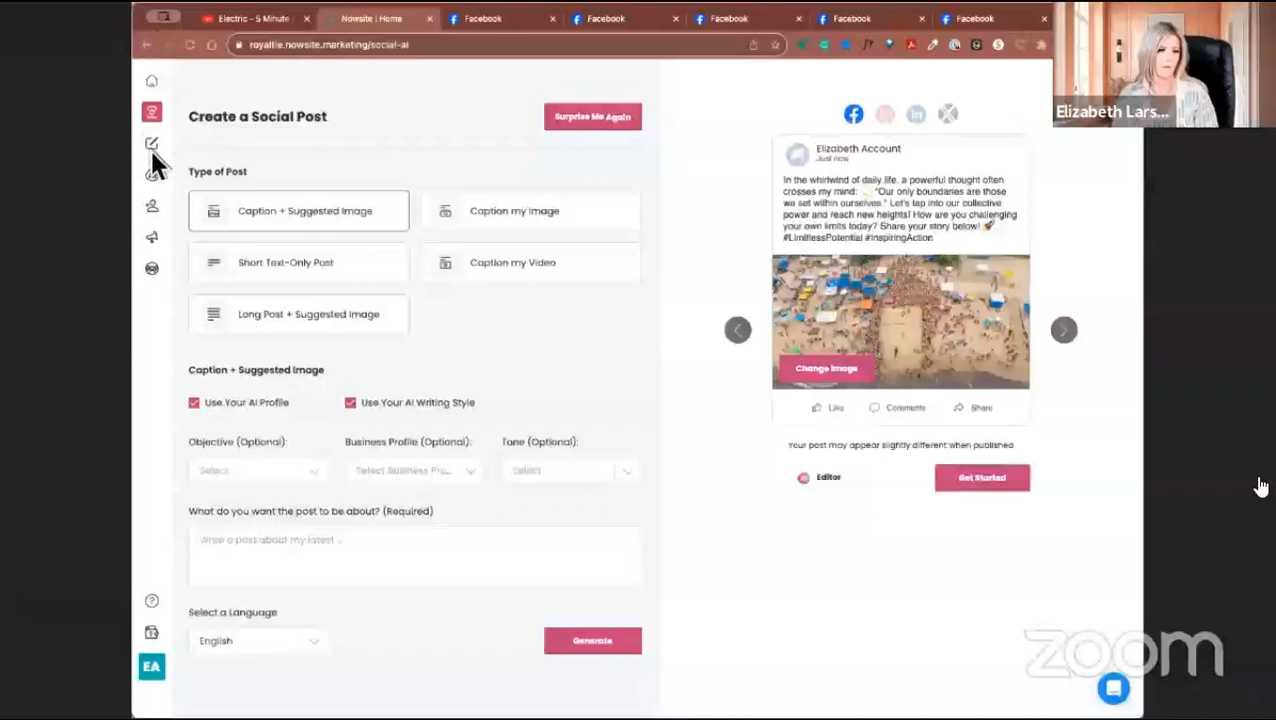 Electric - 5 Minute
Nowsite | Home
Facebook
Facebook
Facebook
Facebook
Facebook
royaltie.nowsite.marketing/social-ai
Elizabeth Lars...
Create a Social Post
Surprise Me Again
Type of Post
Caption + Suggested Image
Caption my Image
Short Text-Only Post
Caption my Video
Long Post + Suggested Image
Caption + Suggested Image
Use Your AI Profile
Use Your AI Writing Style
Objective (Optional):
Business Profile (Optional):
Tone (Optional):
Select
Select Business Pro...
Select
What do you want the post to be about? (Required)
Write a post about my latest ..
Select a Language
English
Generate
EA
Elizabeth Account
Just now
In the whirlwind of daily life, a powerful thought often
crosses my mind: "Our only boundaries are those
we set within ourselves." Let's tap into our collective
power and reach new heights! How are you challenging
your own limits today? Share your story below!
#LimitlessPotential #InspiringAction
Change Image
Like
Comments
Share
Your post may appear slightly different when published
Editor
Get Started
zoom